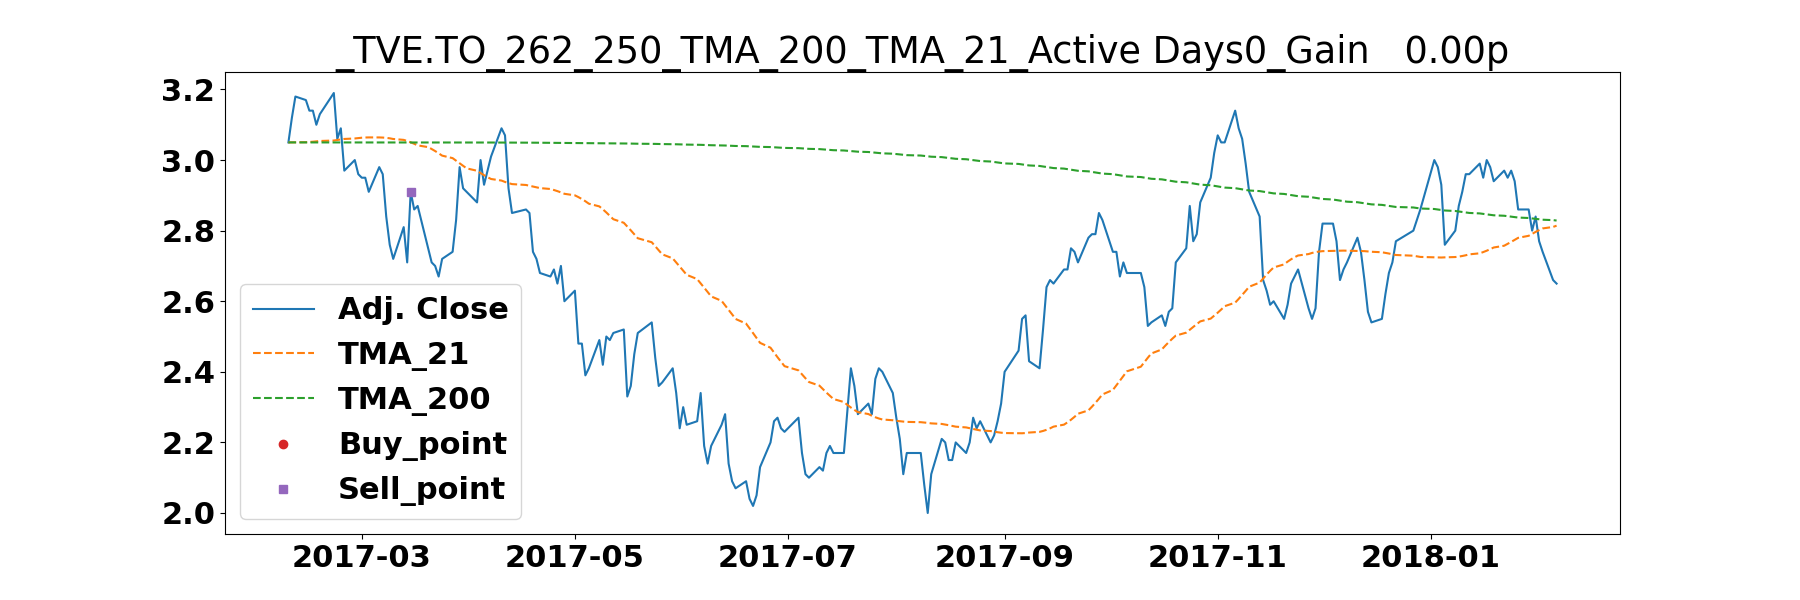 _TVE.TO_262_250_TMA_200_TMA_21_Active Days0_Gain   0.00p
3.2
3.0
2.8
2.6
2.4
2.2
2.0
Adj. Close
TMA_21
TMA_200
Buy_point
Sell_point
2017-03 2017-05 2017-07 2017-09 2017-11 2018-01